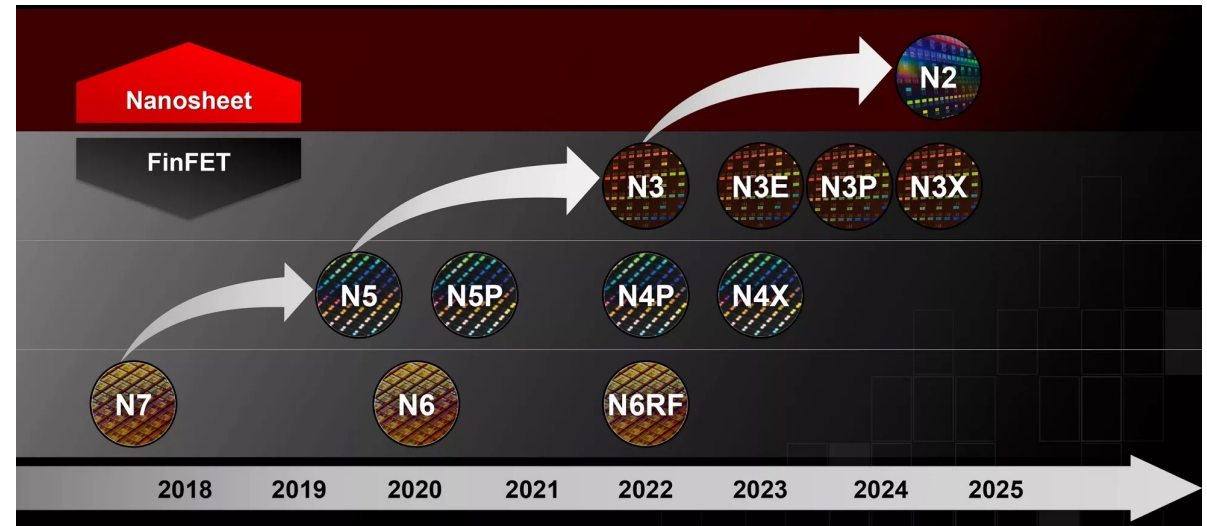 Nanosheet
FinFET
N2
N3 N3E N3P N3X
N5 N5P N4P N4X
N7 N6 N6RF
2018 2019 2020 2021 2022 2023 2024 2025